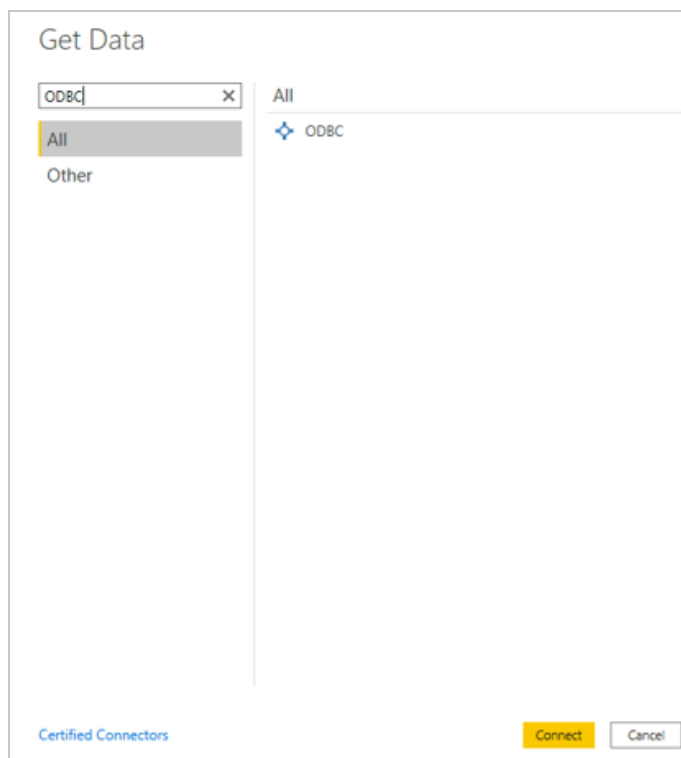 Get Data
ODBC
All
Other
All
ODBC
Certified Connectors
Connect
Cancel